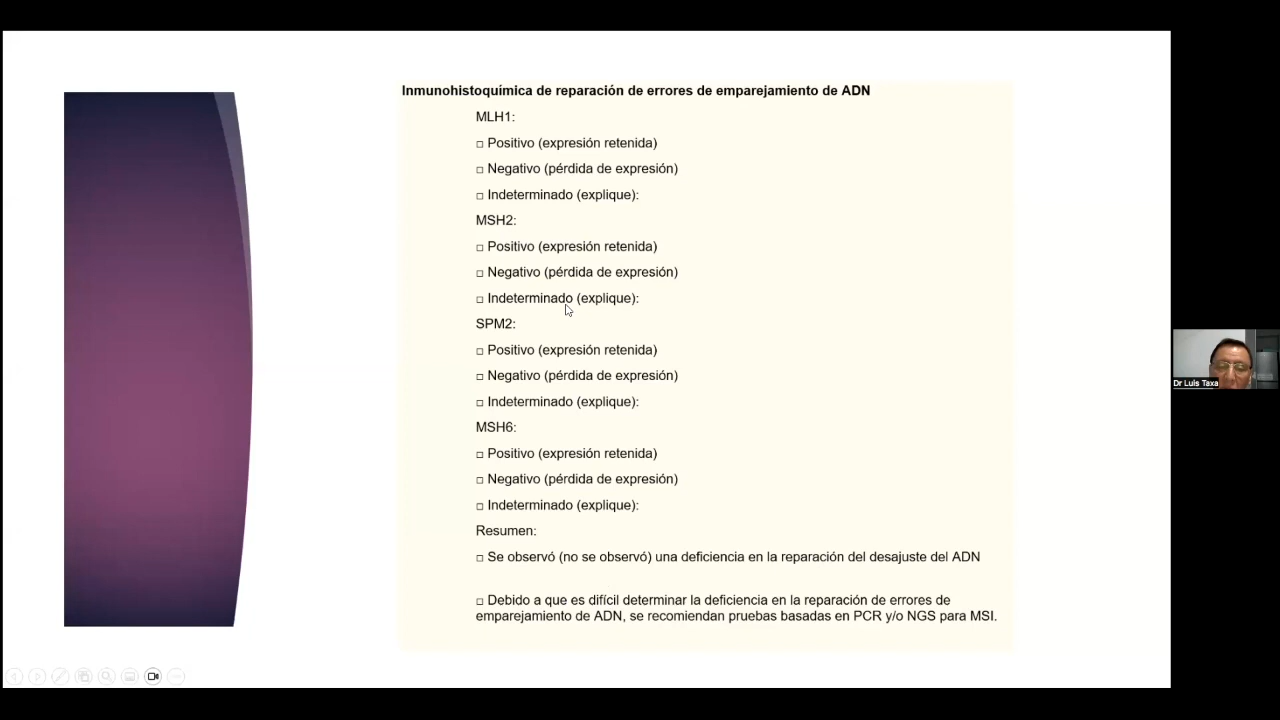 Inmunohistoquímica de reparación de errores de emparejamiento de ADN
MLH1:
□ Positivo (expresión retenida)
□ Negativo (pérdida de expresión)
□ Indeterminado (explique):
MSH2:
□ Positivo (expresión retenida)
□ Negativo (pérdida de expresión)
□ Indeterminado (explique):
SPM2:
□ Positivo (expresión retenida)
□ Negativo (pérdida de expresión)
□ Indeterminado (explique):
MSH6:
□ Positivo (expresión retenida)
□ Negativo (pérdida de expresión)
□ Indeterminado (explique):
Resumen:
□ Se observó (no se observó) una deficiencia en la reparación del desajuste del ADN
□ Debido a que es difícil determinar la deficiencia en la reparación de errores de
emparejamiento de ADN, se recomiendan pruebas basadas en PCR y/o NGS para MSI.
Dr Luis Taxa